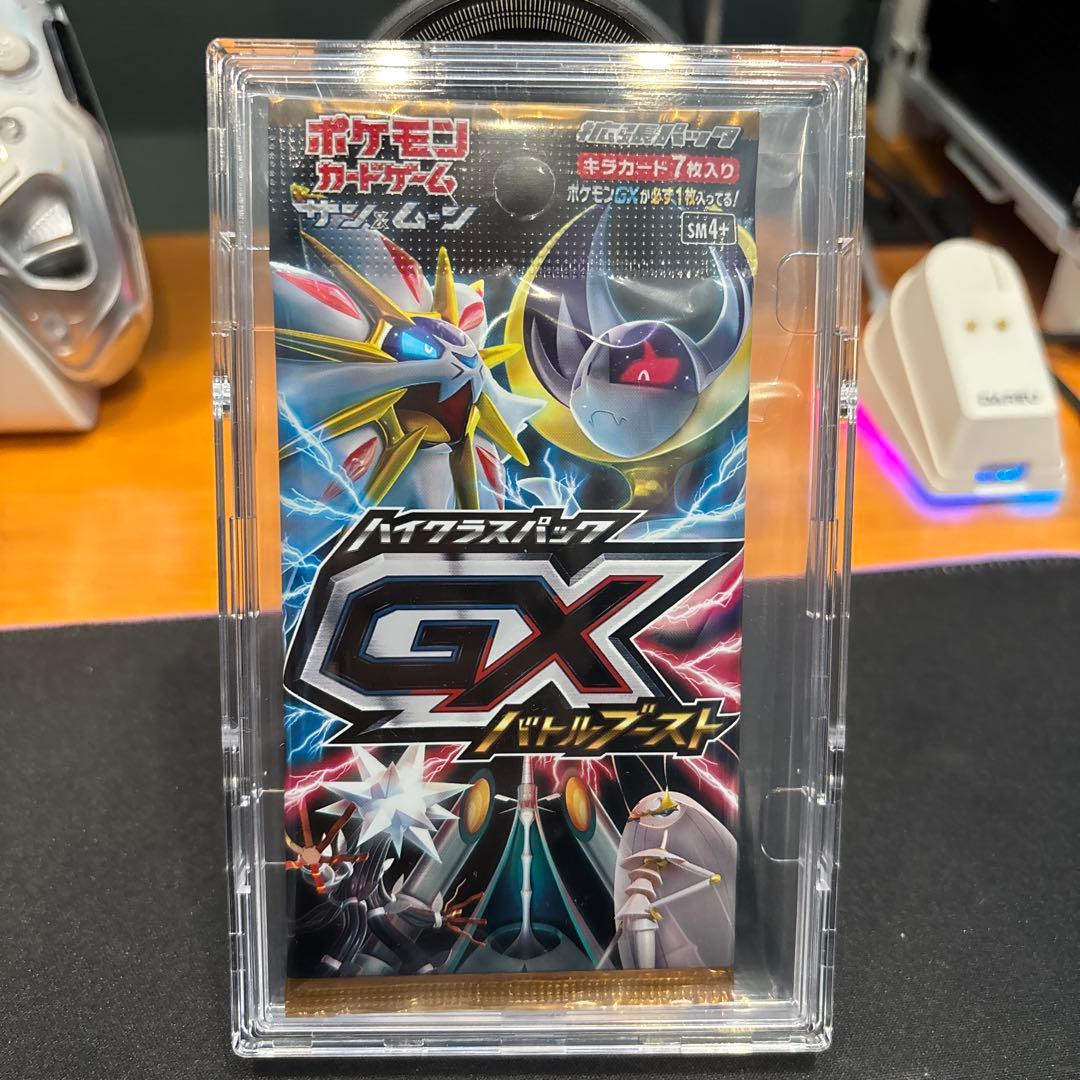 ポケモン
カードゲーム
サン&ムーン
拡張パック
キラカード7枚入り
ポケモンGXが必ず1枚入ってる!
SM4+
ハイクラスパック
GX
バトルブースト
DAREU